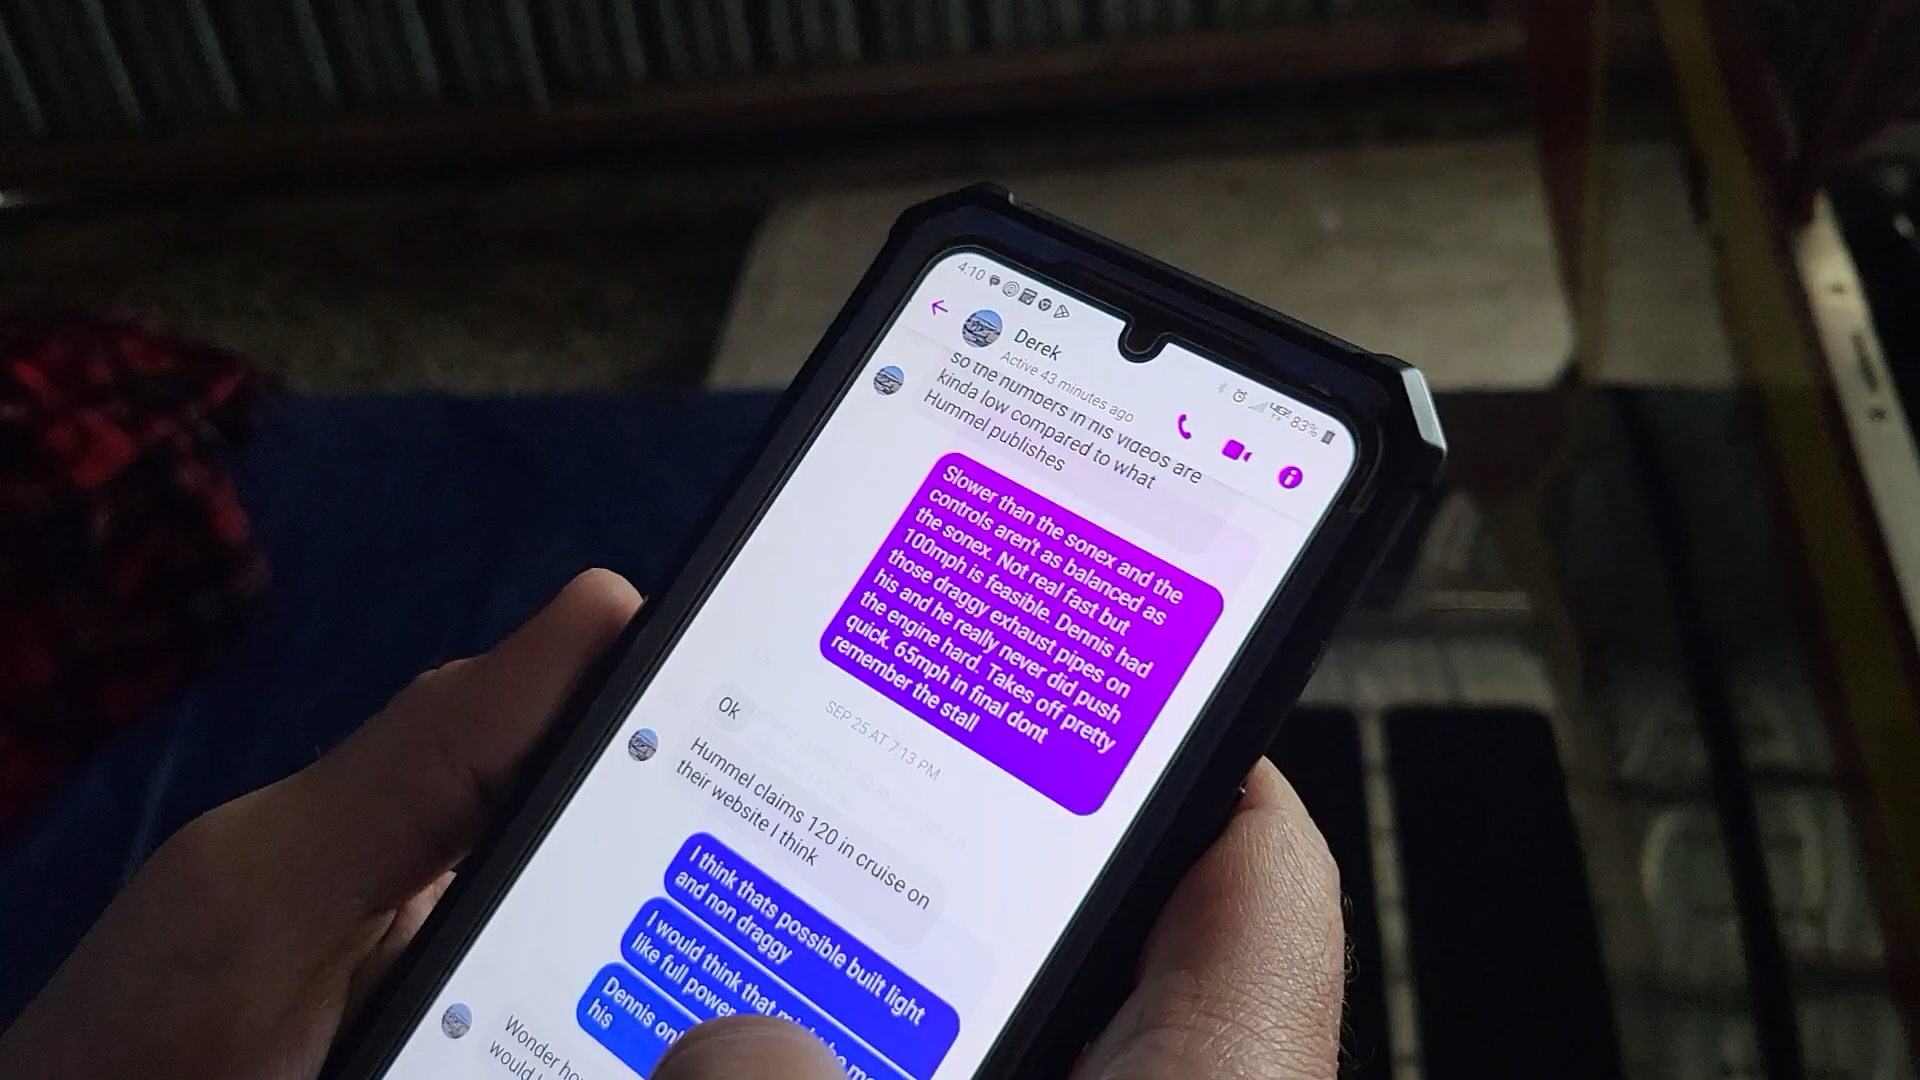 4:10
83%
Derek
Active 43 minutes ago
so the numbers in his videos are
kinda low compared to what
Hummel publishes
Slower than the sonex and the
controls aren't as balanced as
the sonex. Not real fast but
100mph is feasible. Dennis had
those draggy exhaust pipes on
his and he really never did push
the engine hard. Takes off pretty
quick. 65mph in final dont
remember the stall
SEP 25 AT 7:13 PM
Ok
Hummel claims 120 in cruise on
their website I think
I think thats possible built light
and non draggy
I would think that
like full power
Dennis
his
Wonder
would